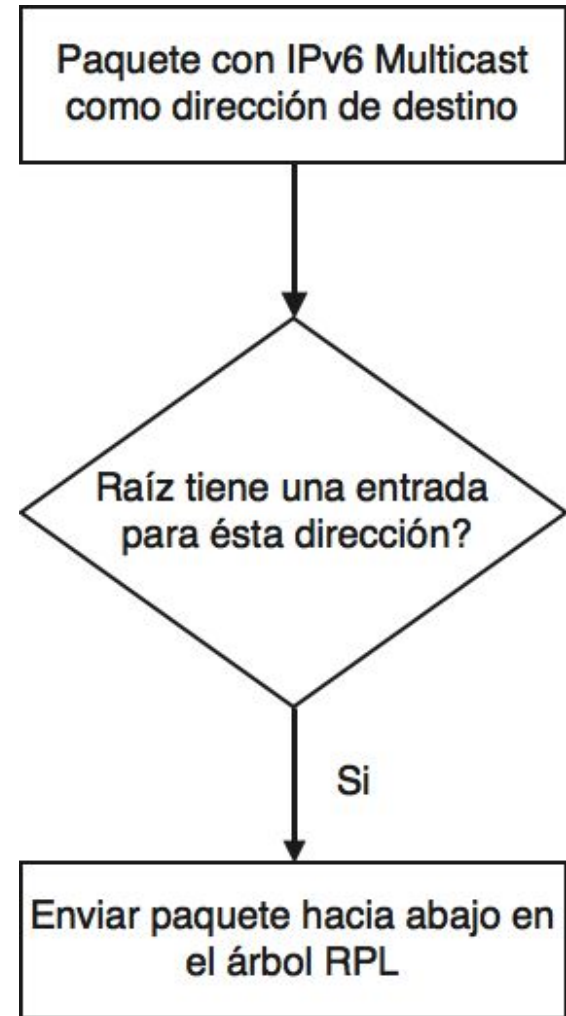 Paquete con IPv6 Multicast
como dirección de destino
Raíz tiene una entrada
para ésta dirección?
Si
Enviar paquete hacia abajo en
el árbol RPL